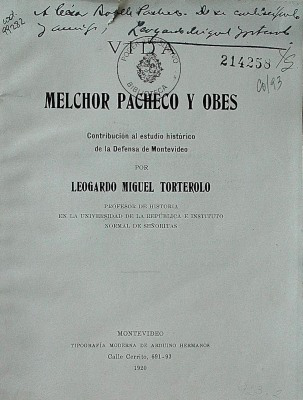 VIDA
214258
MELCHOR PACHECO Y OBES
Contribución al estudio histórico
de la Defensa de Montevideo
POR
LEOGARDO MIGUEL TORTEROLO
PROFESOR DE HISTORIA
EN LA UNIVERSIDAD DE LA REPÚBLICA E INSTITUTO
NORMAL DE SEÑORITAS
MONTEVIDEO
TIPOGRAFÍA MODERNA DE ARDUINO HERMANOS
Calle Cerrito, 691-93
1920